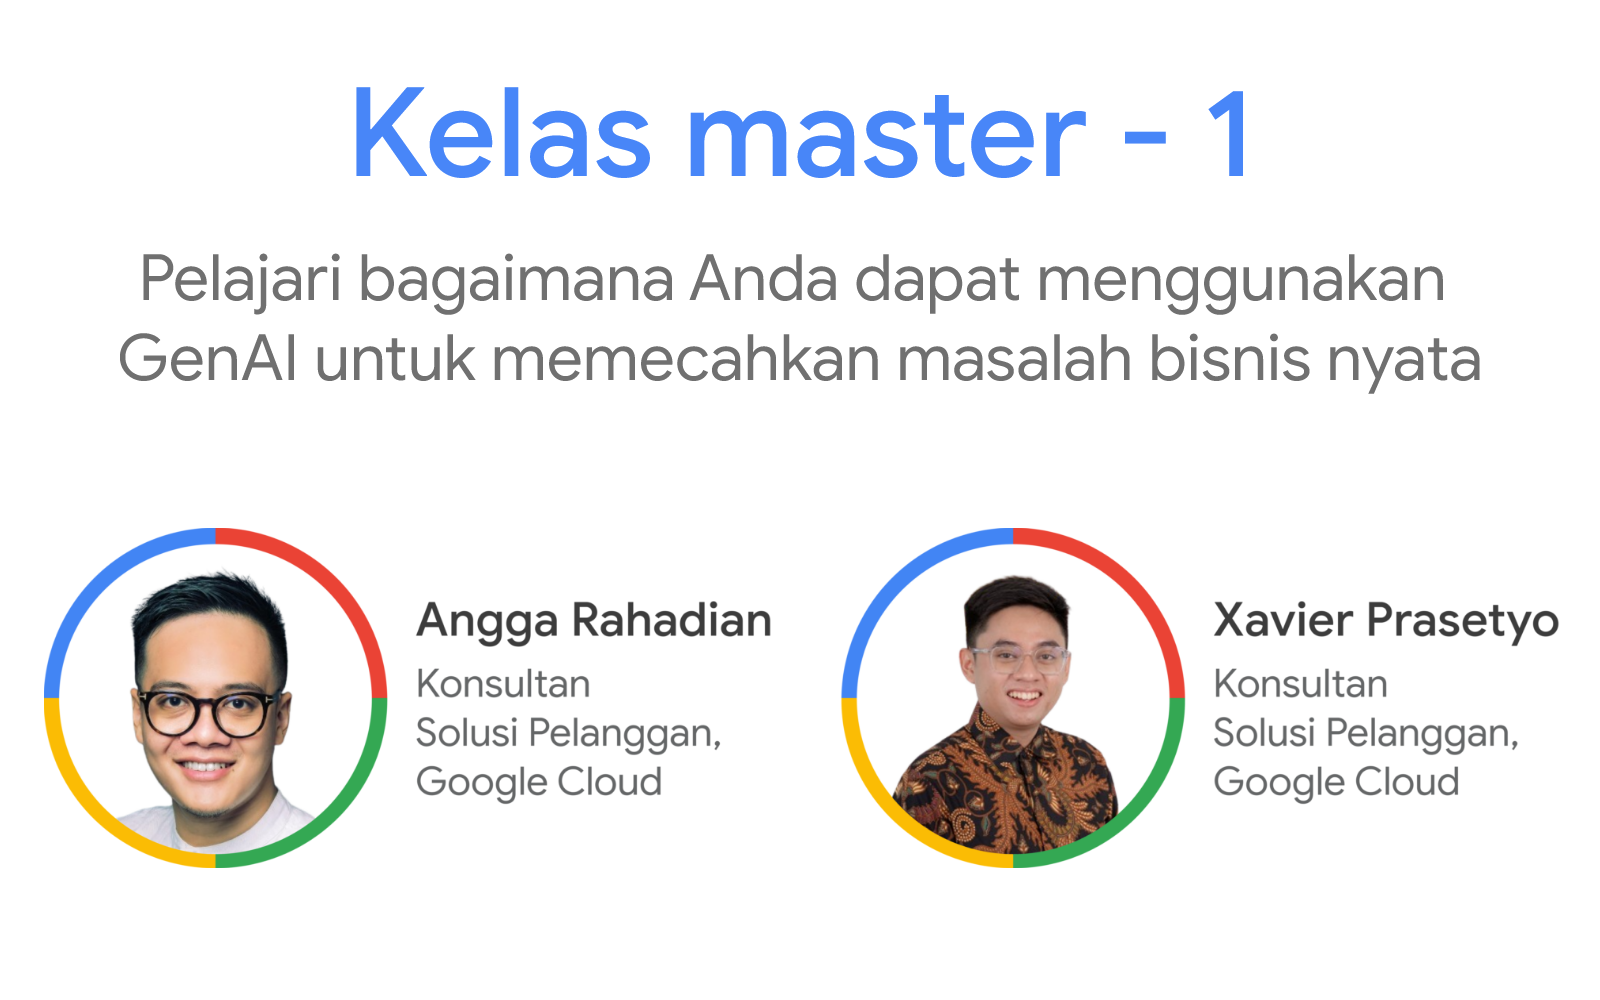 Kelas master - 1
Pelajari bagaimana Anda dapat menggunakan
GenAI untuk memecahkan masalah bisnis nyata
Angga Rahadian
Konsultan
Solusi Pelanggan,
Google Cloud
Xavier Prasetyo
Konsultan
Solusi Pelanggan,
Google Cloud